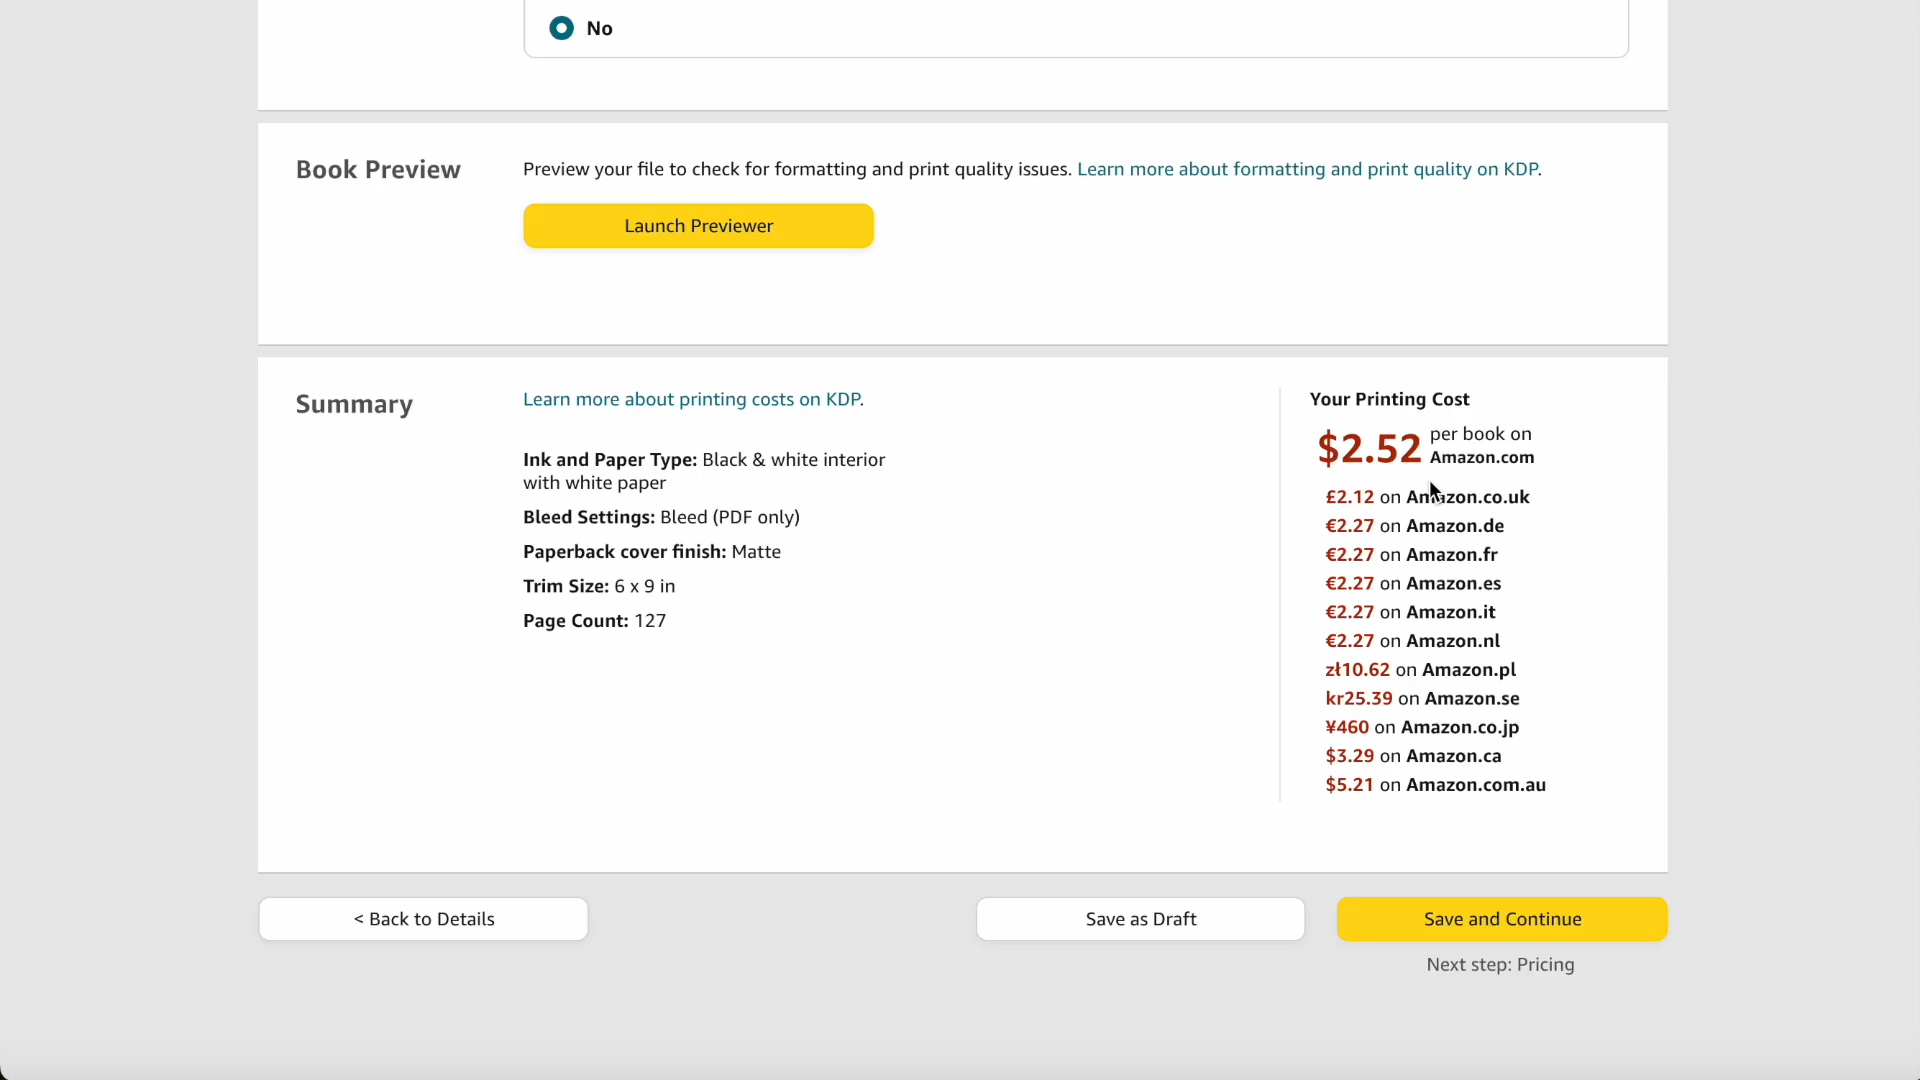 No
Book Preview
Preview your file to check for formatting and print quality issues. Learn more about formatting and print quality on KDP.
Launch Previewer
Summary
Learn more about printing costs on KDP.
Ink and Paper Type: Black & white interior
with white paper
Bleed Settings: Bleed (PDF only)
Paperback cover finish: Matte
Trim Size: 6 x 9 in
Page Count: 127
Your Printing Cost
$2.52 per book on
Amazon.com
£2.12 on Amazon.co.uk
€2.27 on Amazon.de
€2.27 on Amazon.fr
€2.27 on Amazon.es
€2.27 on Amazon.it
€2.27 on Amazon.nl
zł10.62 on Amazon.pl
kr25.39 on Amazon.se
¥460 on Amazon.co.jp
$3.29 on Amazon.ca
$5.21 on Amazon.com.au
< Back to Details
Save as Draft
Save and Continue
Next step: Pricing